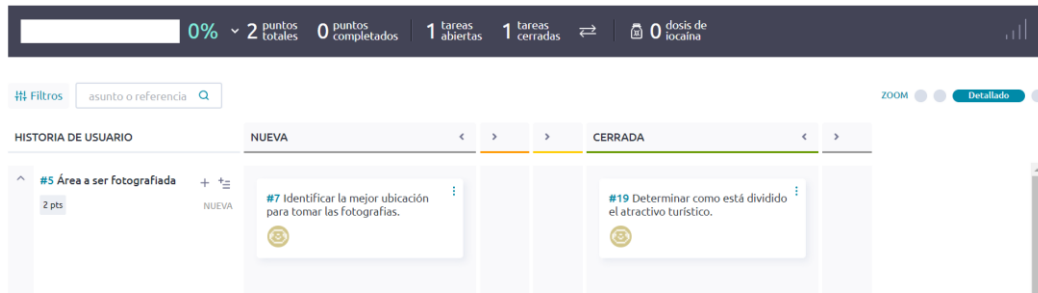 0% 2 puntos totales 0 puntos completados 1 tareas abiertas 1 tareas cerradas 0 dosis de iocaína
Filtros asunto o referencia ZOOM Detallado
HISTORIA DE USUARIO NUEVA CERRADA
#5 Área a ser fotografiada
2 pts NUEVA
#7 Identificar la mejor ubicación
para tomar las fotografias.
#19 Determinar como está dividido
el atractivo turístico.